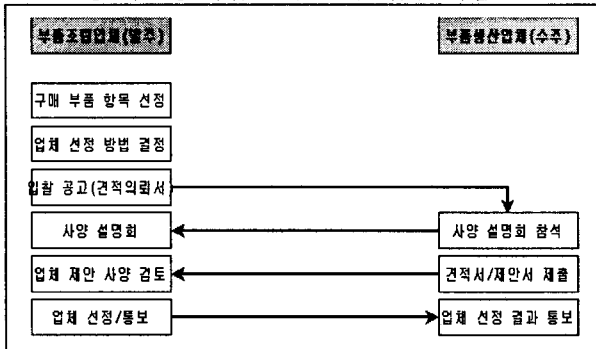 부품조립업체(발주)
부품생산업체(수주)
구매 부품 항목 선정
업체 선정 방법 결정
입찰 공고(견적의뢰서
사양 설명회
사양 설명회 참석
업체 제안 사양 검토
견적서/제안서 제출
업체 선정/통보
업체 선정 결과 통보